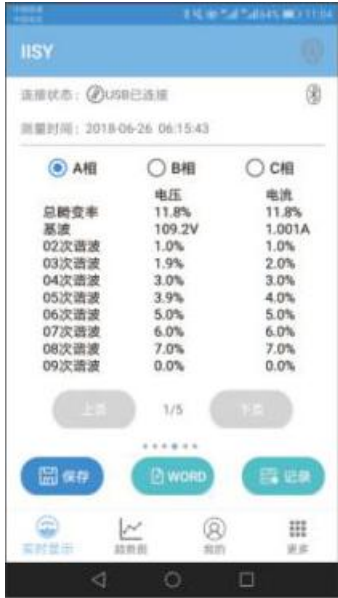 11:04
IISY
连接状态： USB已连接
测量时间：2018-06-26 06:15:43
A相 B相 C相
电压 电流
总畸变率 11.8% 11.8%
基波 109.2V 1.001A
02次谐波 1.0% 1.0%
03次谐波 1.9% 2.0%
04次谐波 3.0% 3.0%
05次谐波 3.9% 4.0%
06次谐波 5.0% 5.0%
07次谐波 6.0% 6.0%
08次谐波 7.0% 7.0%
09次谐波 0.0% 0.0%
上页 1/5 下页
保存 WORD 记录
实时显示 趋势图 我的 更多